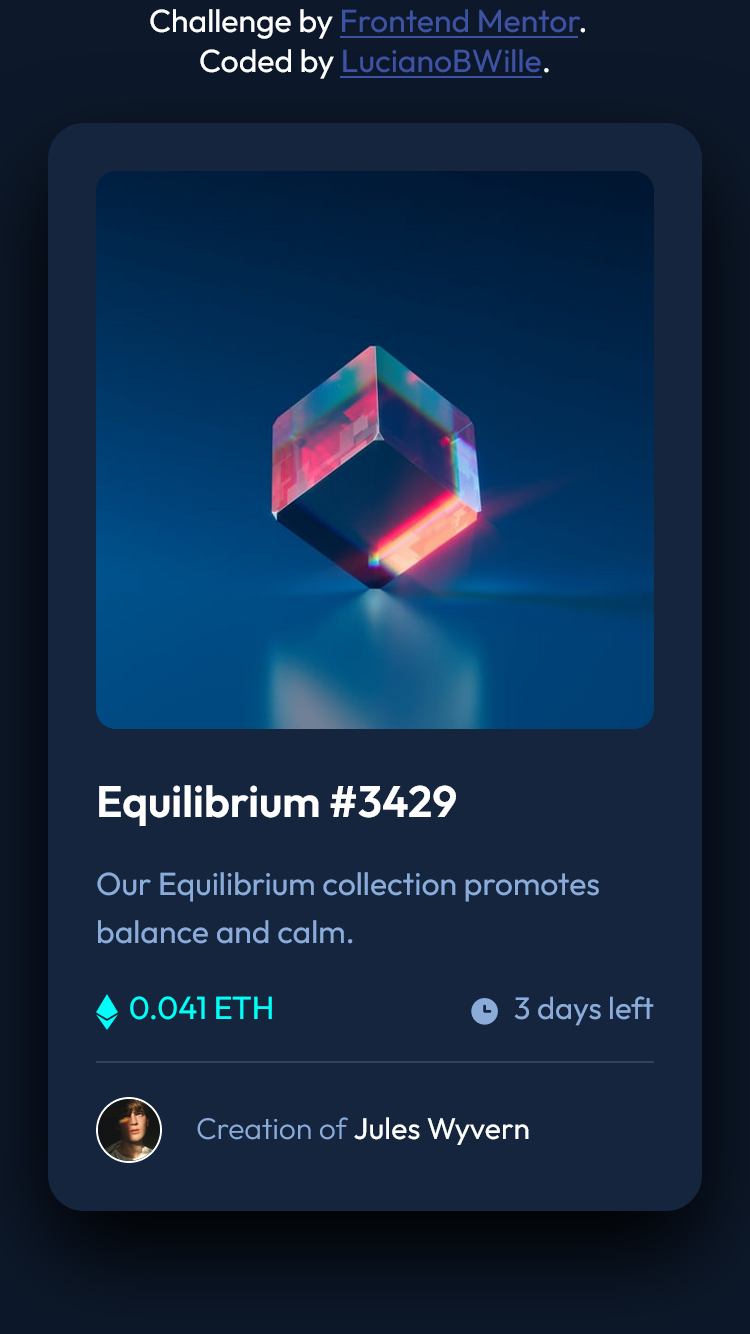 Challenge by Frontend Mentor.
Coded by LucianoBWille.
Equilibrium #3429
Our Equilibrium collection promotes
balance and calm.
0.041 ETH
3 days left
Creation of Jules Wyvern